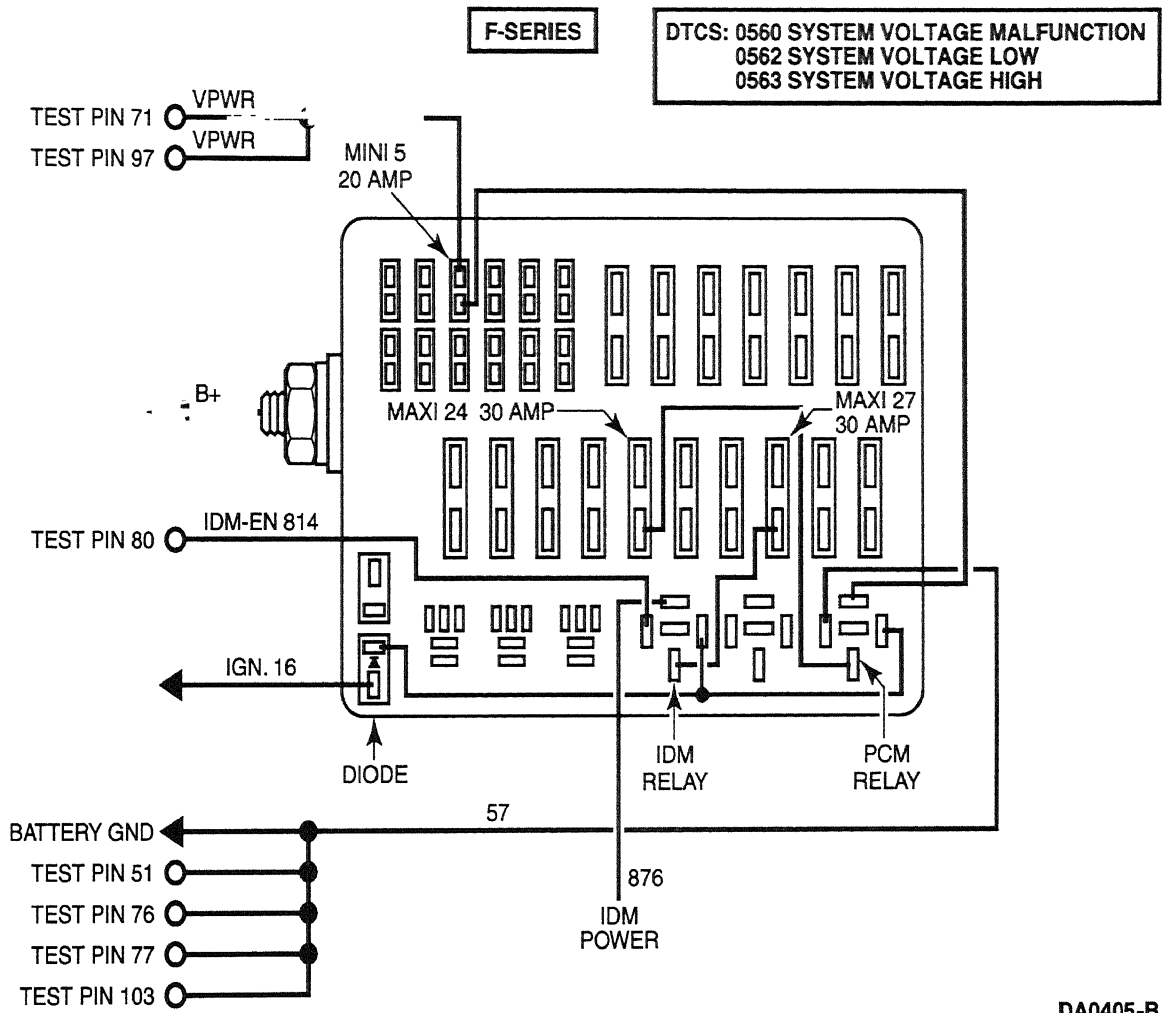 F-SERIES
DTCS: 0560 SYSTEM VOLTAGE MALFUNCTION
0562 SYSTEM VOLTAGE LOW
0563 SYSTEM VOLTAGE HIGH
TEST PIN 71
VPWR
TEST PIN 97
VPWR
MINI 5
20 AMP
B+
MAXI 24 30 AMP
MAXI 27
30 AMP
TEST PIN 80
IDM-EN 814
IGN. 16
DIODE
IDM
RELAY
PCM
RELAY
57
BATTERY GND
TEST PIN 51
TEST PIN 76
TEST PIN 77
TEST PIN 103
876
IDM
POWER
DA0405-B